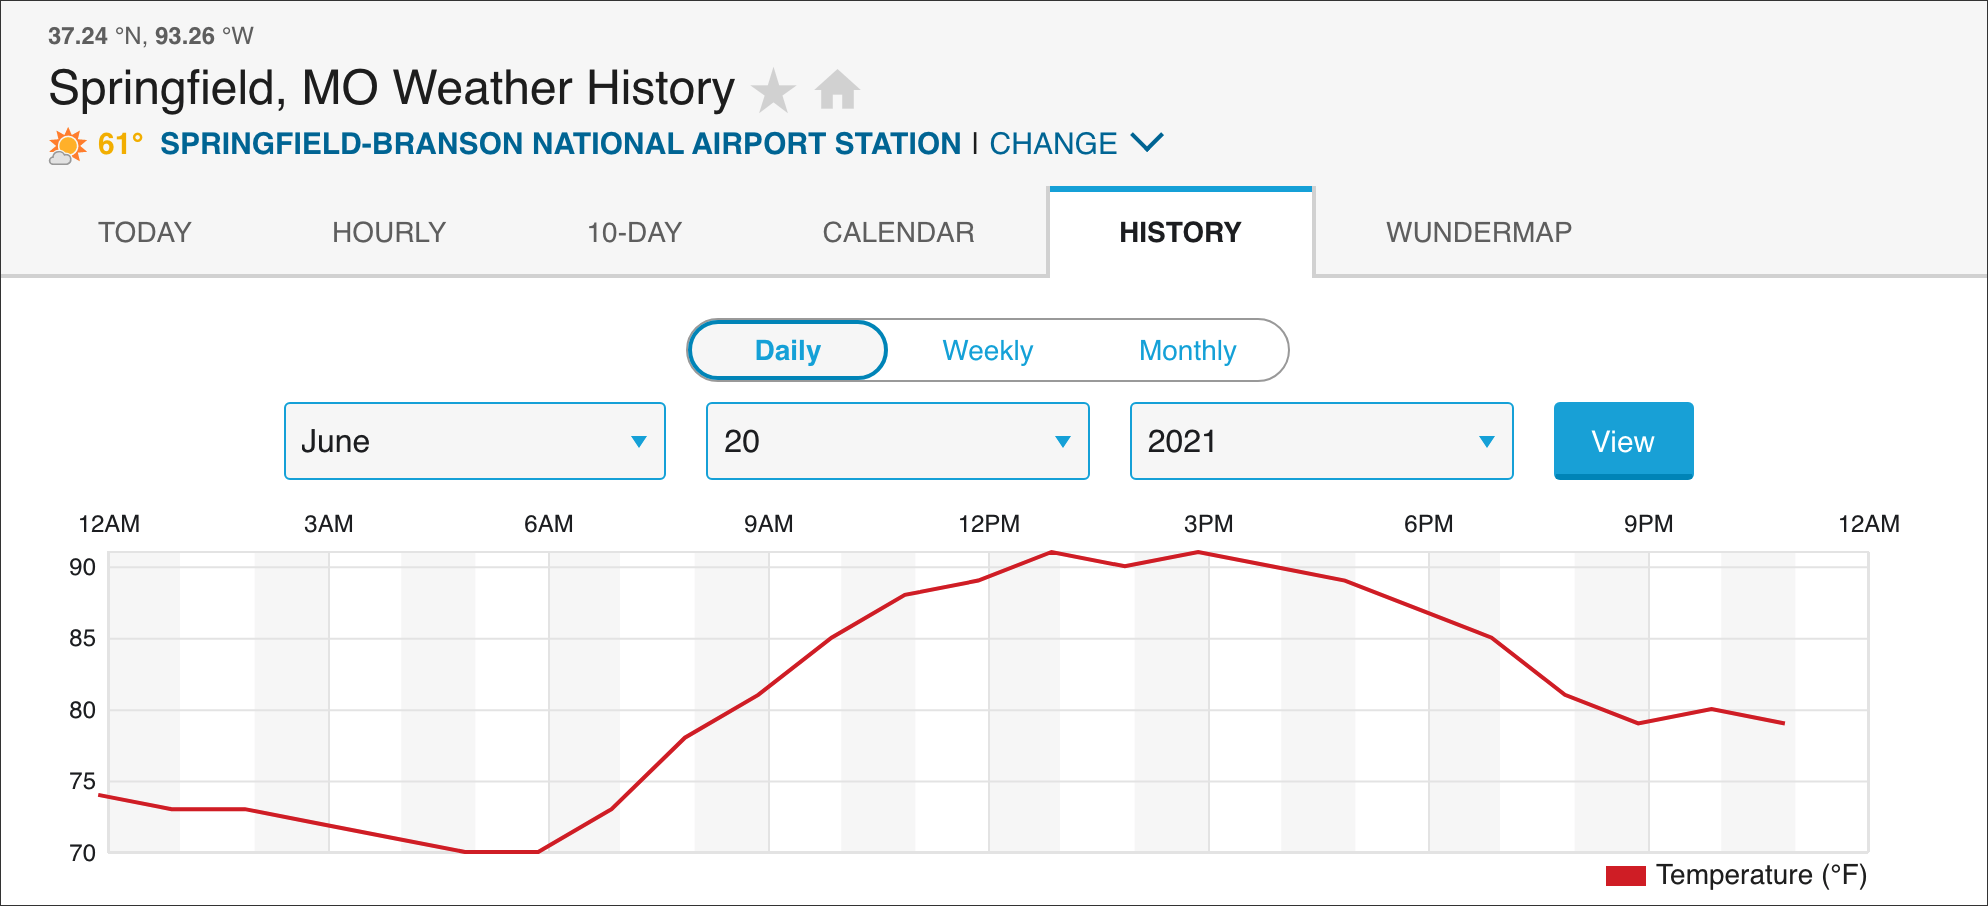 37.24 °N, 93.26 °W
Springfield, MO Weather History
61° SPRINGFIELD-BRANSON NATIONAL AIRPORT STATION | CHANGE
TODAY HOURLY 10-DAY CALENDAR HISTORY WUNDERMAP
Daily Weekly Monthly
June 20 2021 View
12AM 3AM 6AM 9AM 12PM 3PM 6PM 9PM 12AM
90
85
80
75
70
Temperature (°F)